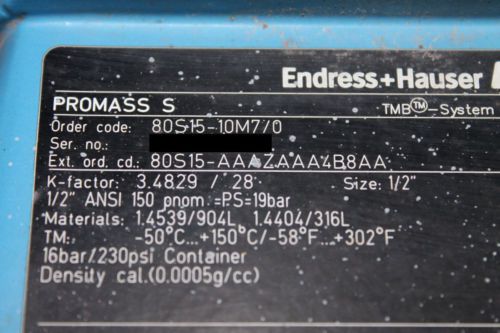 Endress+Hauser
PROMASS S
TMB™-System
Order code: 80S15-10M7/0
Ser. no.:
Ext. ord. cd.: 80S15-AAAZAAA4B8AA
K-factor: 3.4829 / 28 Size: 1/2"
1/2" ANSI 150 pnom =PS=19bar
Materials: 1.4539/904L 1.4404/316L
TM: -50°C...+150°C/-58°F...+302°F
16bar/230psi Container
Density cal.(0.0005g/cc)